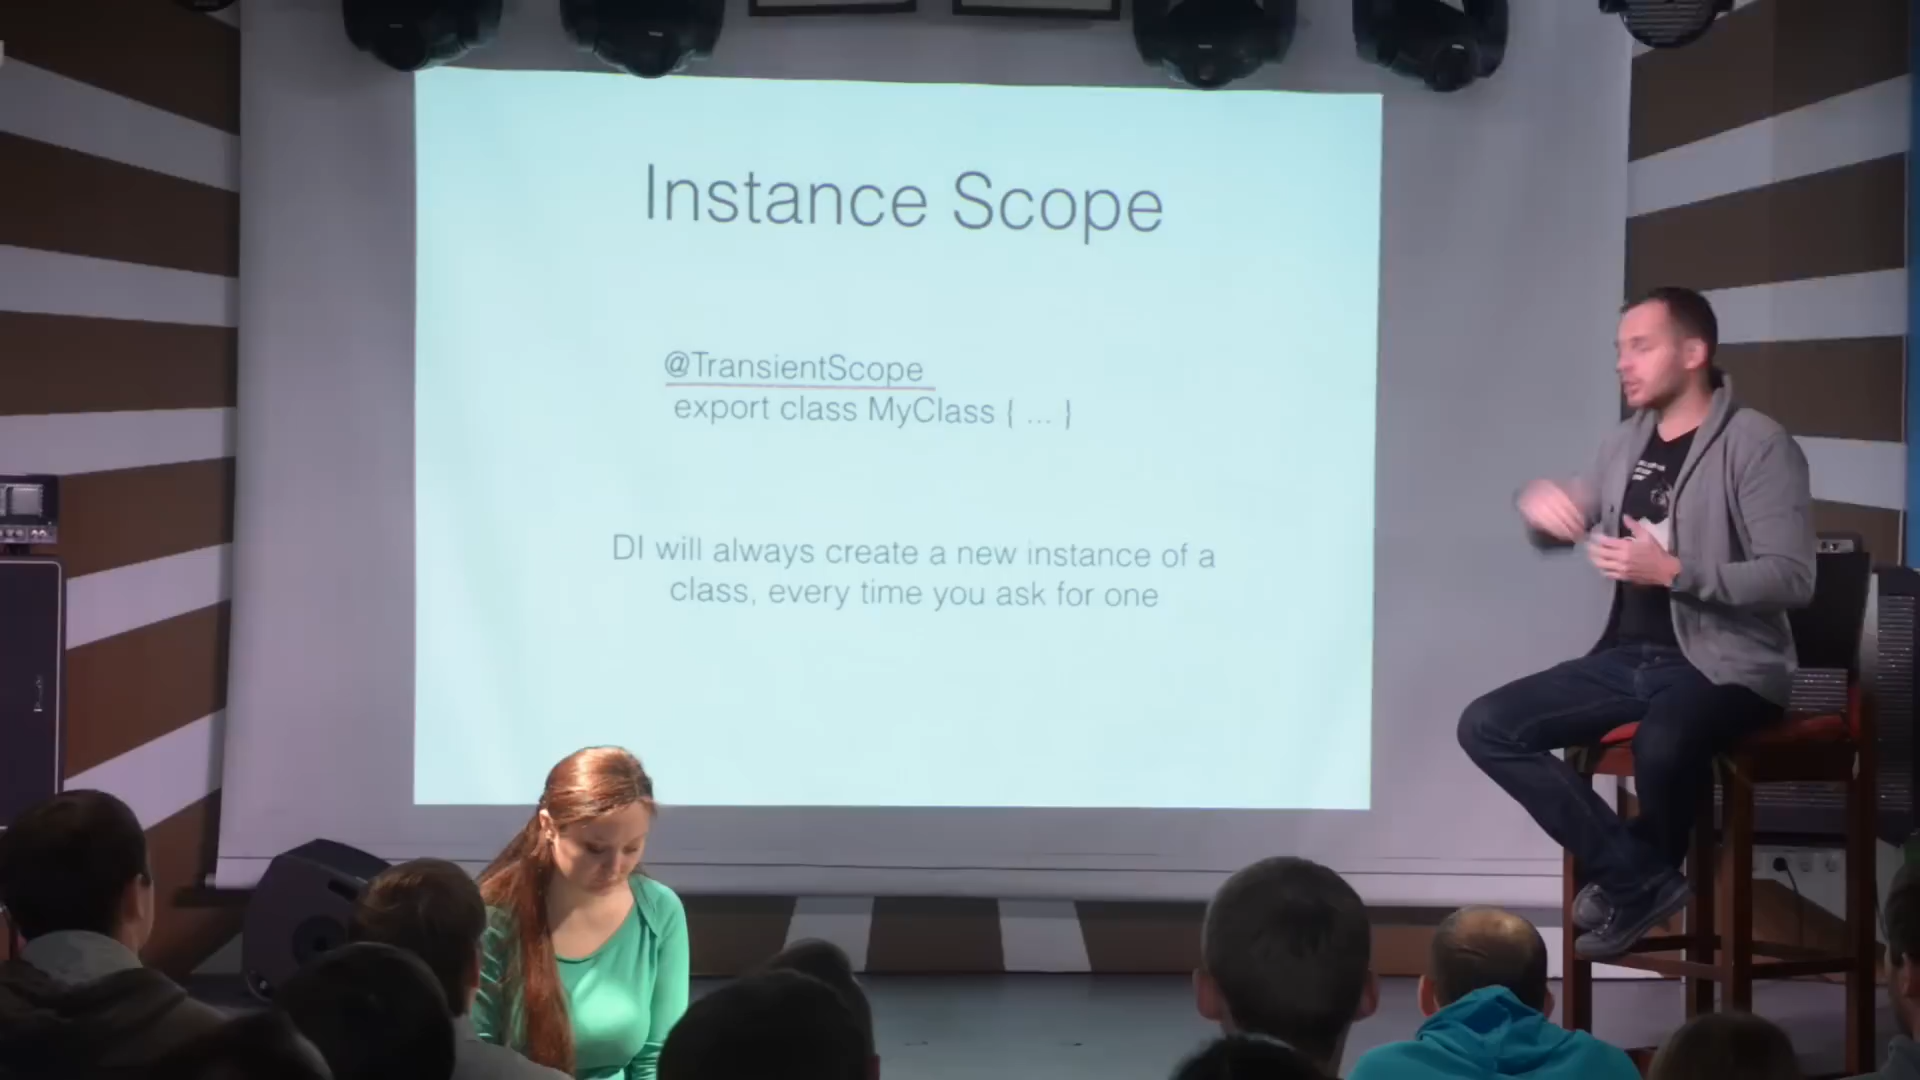 Instance Scope
@TransientScope
export class MyClass { ... }
DI will always create a new instance of a
class, every time you ask for one